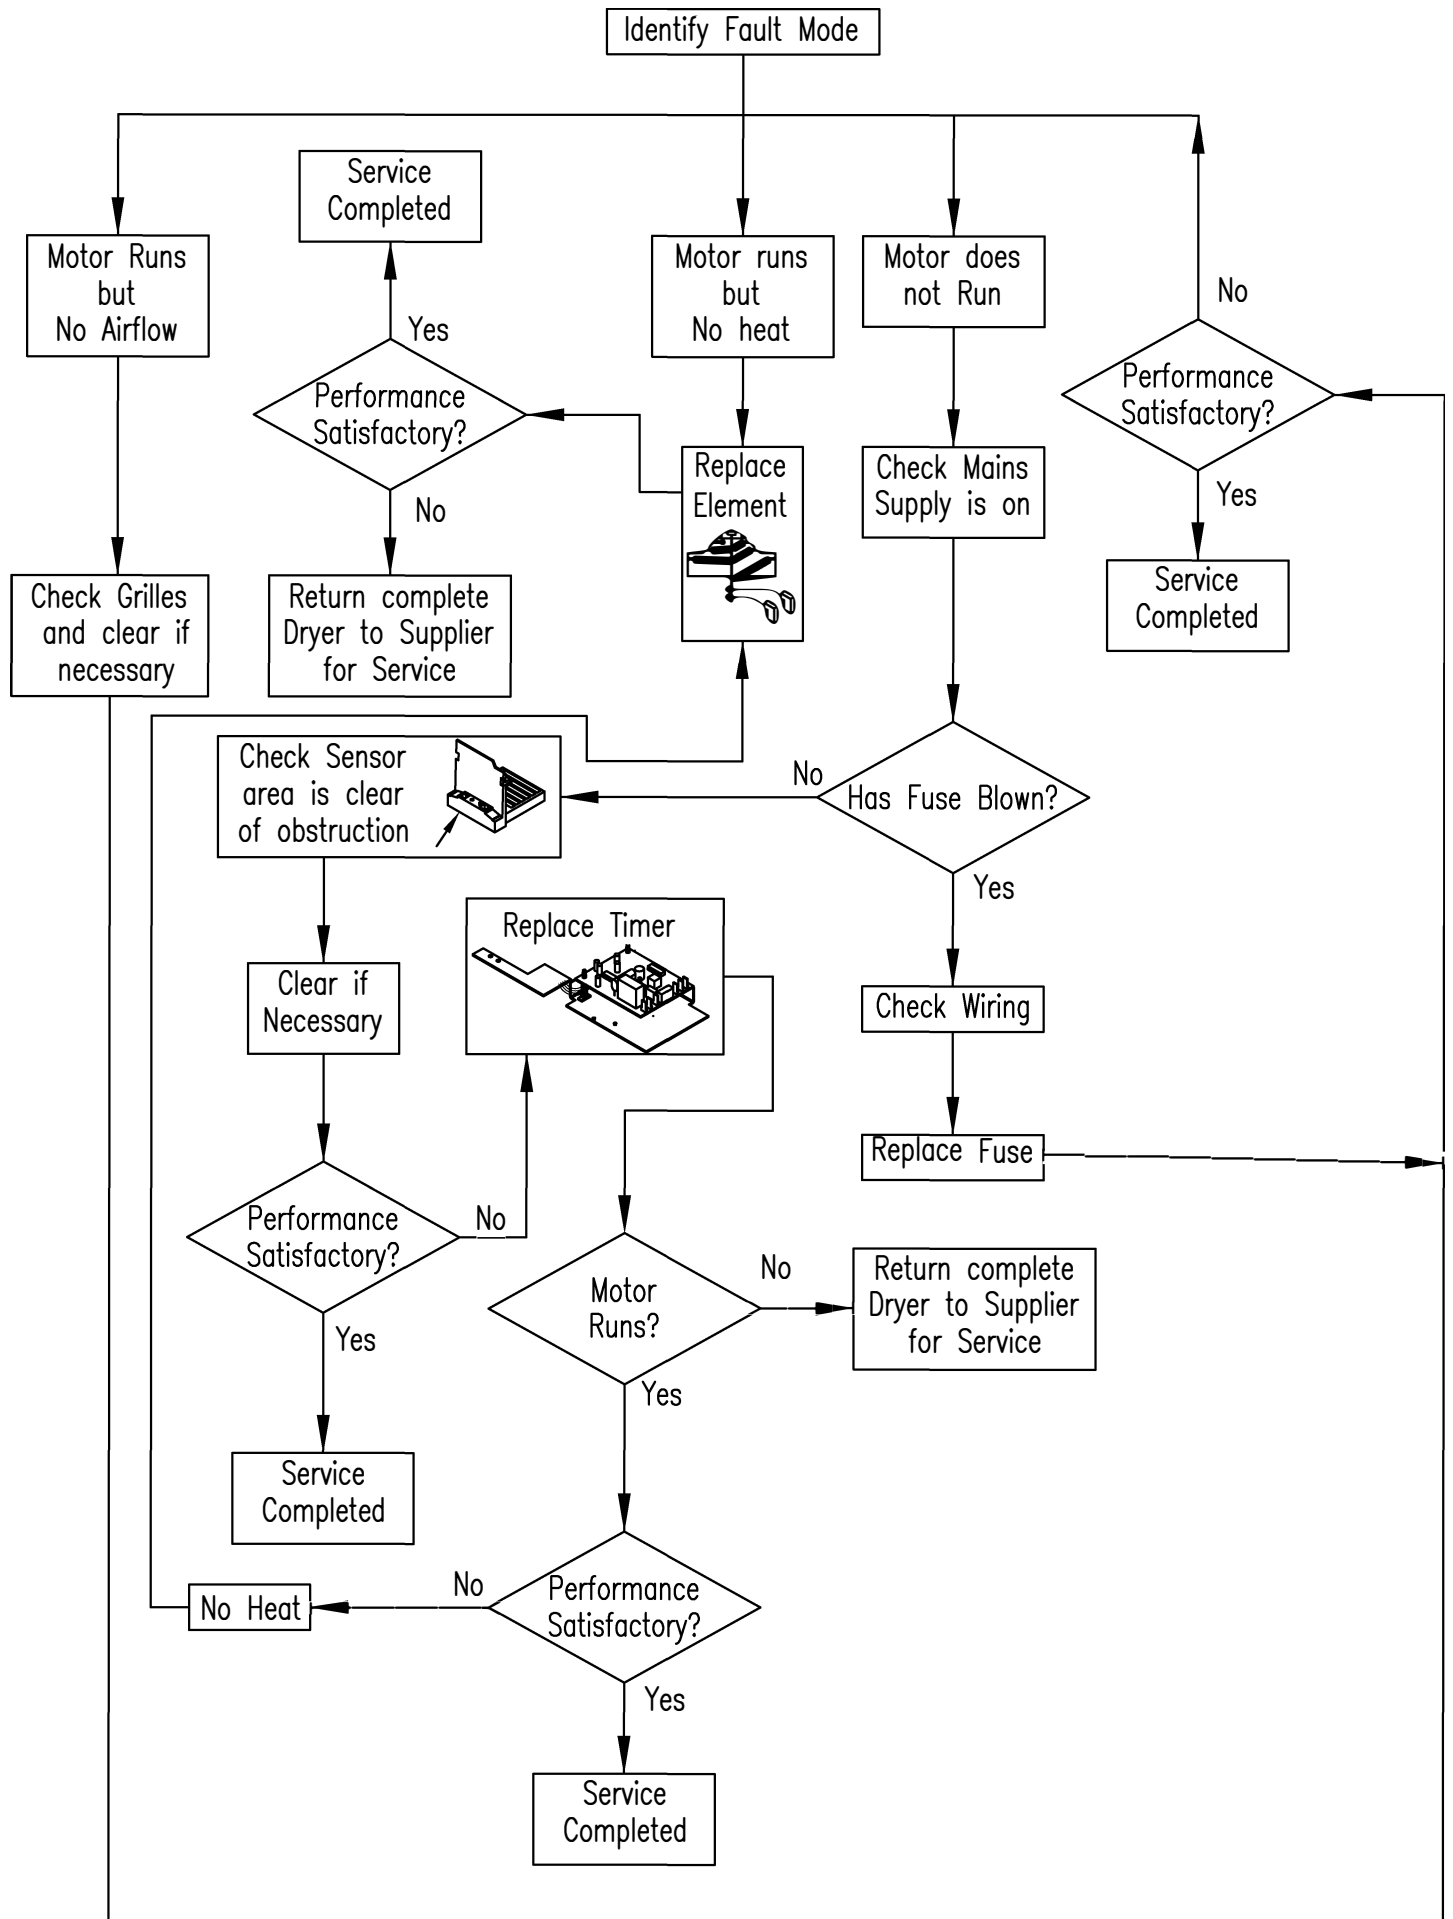 Identify Fault Mode
Service
Completed
Motor Runs
but
No Airflow
Motor runs
but
No heat
Motor does
not Run
No
Yes
Performance
Satisfactory?
Performance
Satisfactory?
Replace
Element
Check Mains
Supply is on
No
Yes
Check Grilles
and clear if
necessary
Return complete
Dryer to Supplier
for Service
Service
Completed
Check Sensor
area is clear
of obstruction
No
Has Fuse Blown?
Yes
Replace Timer
Clear if
Necessary
Check Wiring
Replace Fuse
Performance
Satisfactory?
No
Motor
Runs?
No
Return complete
Dryer to Supplier
for Service
Yes
Yes
Service
Completed
No Heat
No
Performance
Satisfactory?
Yes
Service
Completed